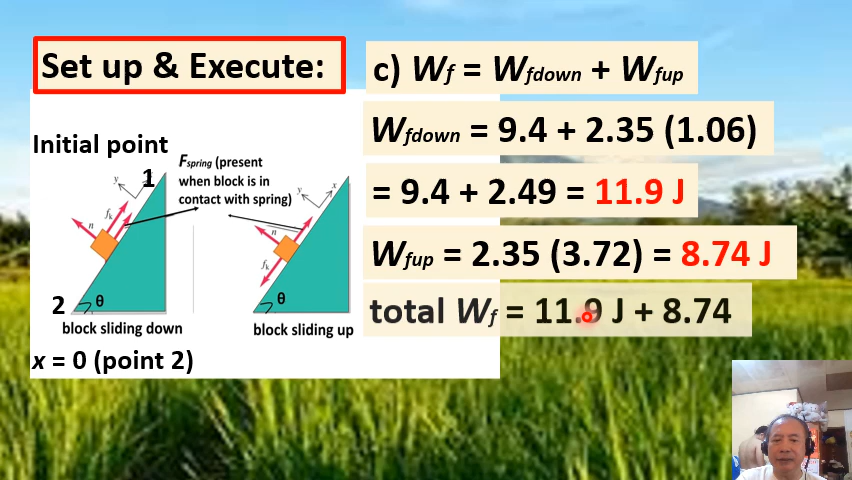 Set up & Execute:
c) Wf = Wfdown + Wfup
Wfdown = 9.4 + 2.35 (1.06)
= 9.4 + 2.49 = 11.9 J
Wfup = 2.35 (3.72) = 8.74 J
total Wf = 11.9 J + 8.74
Initial point
1
Fspring (present
when block is in
contact with spring)
y
x
y
n
fk
n
fk
2
θ
θ
block sliding down
block sliding up
x = 0 (point 2)